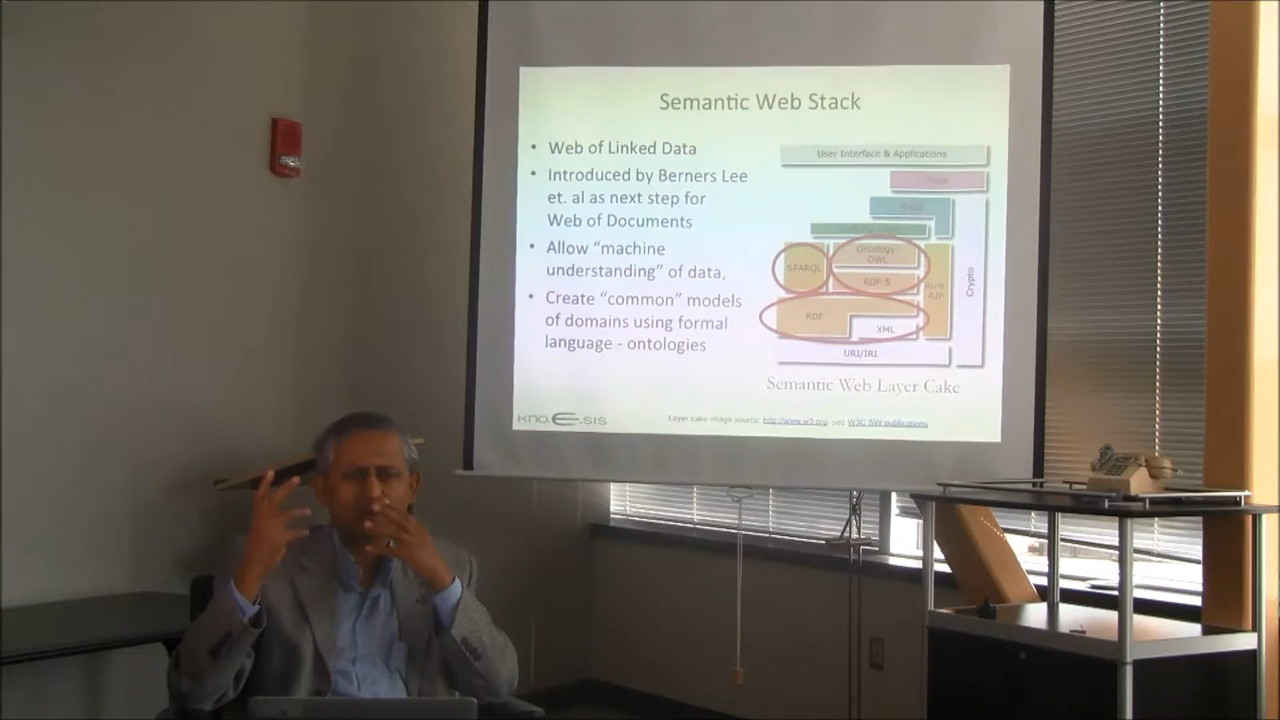 Semantic Web Stack
• Web of Linked Data
• Introduced by Berners Lee
et. al as next step for
Web of Documents
• Allow “machine
understanding” of data,
• Create “common” models
of domains using formal
language - ontologies
User Interface & Applications
Ontology
OWL
SPARQL
RDF-S
RIF
Crypto
RDF
XML
URI/IRI
Semantic Web Layer Cake
kno.e.sis
Layer cake image source: http://www.w3.org, see W3C SW publications